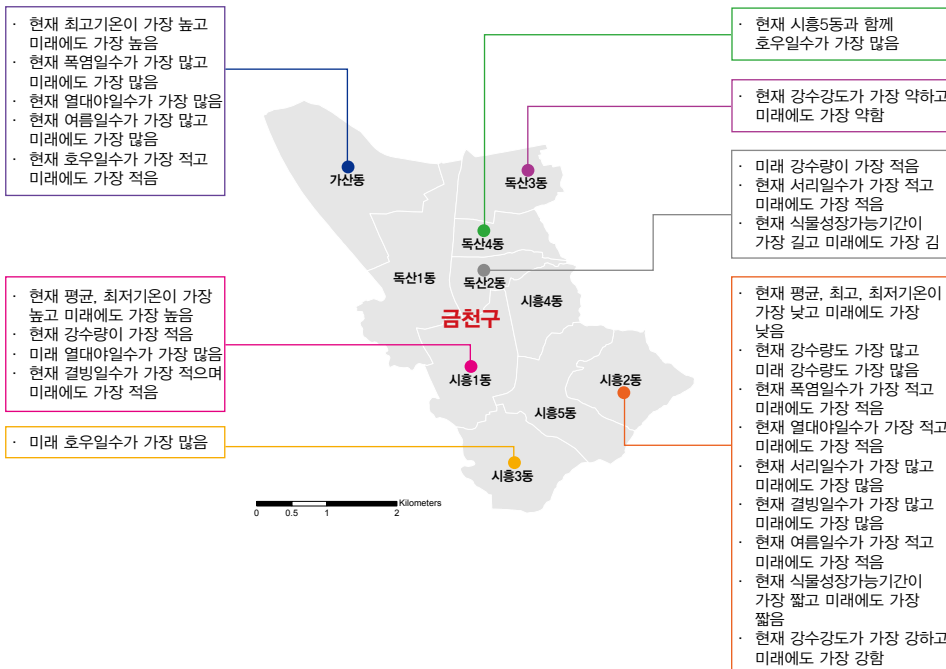 · 현재 최고기온이 가장 높고
미래에도 가장 높음
· 현재 폭염일수가 가장 많고
미래에도 가장 많음
· 현재 열대야일수가 가장 많음
· 현재 여름일수가 가장 많고
미래에도 가장 많음
· 현재 호우일수가 가장 적고
미래에도 가장 적음
· 현재 평균, 최저기온이 가장
높고 미래에도 가장 높음
· 현재 강수량이 가장 적음
· 미래 열대야일수가 가장 많음
· 현재 결빙일수가 가장 적으며
미래에도 가장 적음
· 미래 호우일수가 가장 많음
가산동
독산3동
독산4동
독산1동
독산2동
시흥4동
금천구
시흥1동
시흥2동
시흥5동
시흥3동
Kilometers
0 0.5 1 2
· 현재 시흥5동과 함께
호우일수가 가장 많음
· 현재 강수강도가 가장 약하고
미래에도 가장 약함
· 미래 강수량이 가장 적음
· 현재 서리일수가 가장 적고
미래에도 가장 적음
· 현재 식물성장가능기간이
가장 길고 미래에도 가장 김
· 현재 평균, 최고, 최저기온이
가장 낮고 미래에도 가장
낮음
· 현재 강수량도 가장 많고
미래 강수량도 가장 많음
· 현재 폭염일수가 가장 적고
미래에도 가장 적음
· 현재 열대야일수가 가장 적고
미래에도 가장 적음
· 현재 서리일수가 가장 많고
미래에도 가장 많음
· 현재 결빙일수가 가장 많고
미래에도 가장 많음
· 현재 여름일수가 가장 적고
미래에도 가장 적음
· 현재 식물성장가능기간이
가장 짧고 미래에도 가장
짧음
· 현재 강수강도가 가장 강하고
미래에도 가장 강함